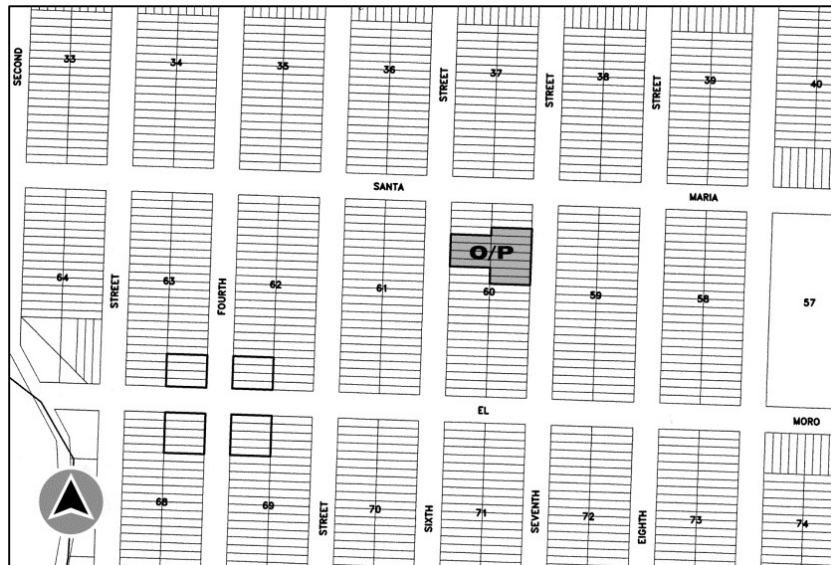 33
34
35
36
37
38
39
40
SECOND
STREET
STREET
STREET
SANTA
MARIA
O/P
64
63
62
61
60
59
58
57
STREET
FOURTH
EL
MORO
68
69
70
71
72
73
74
STREET
SIXTH
SEVENTH
EIGHTH